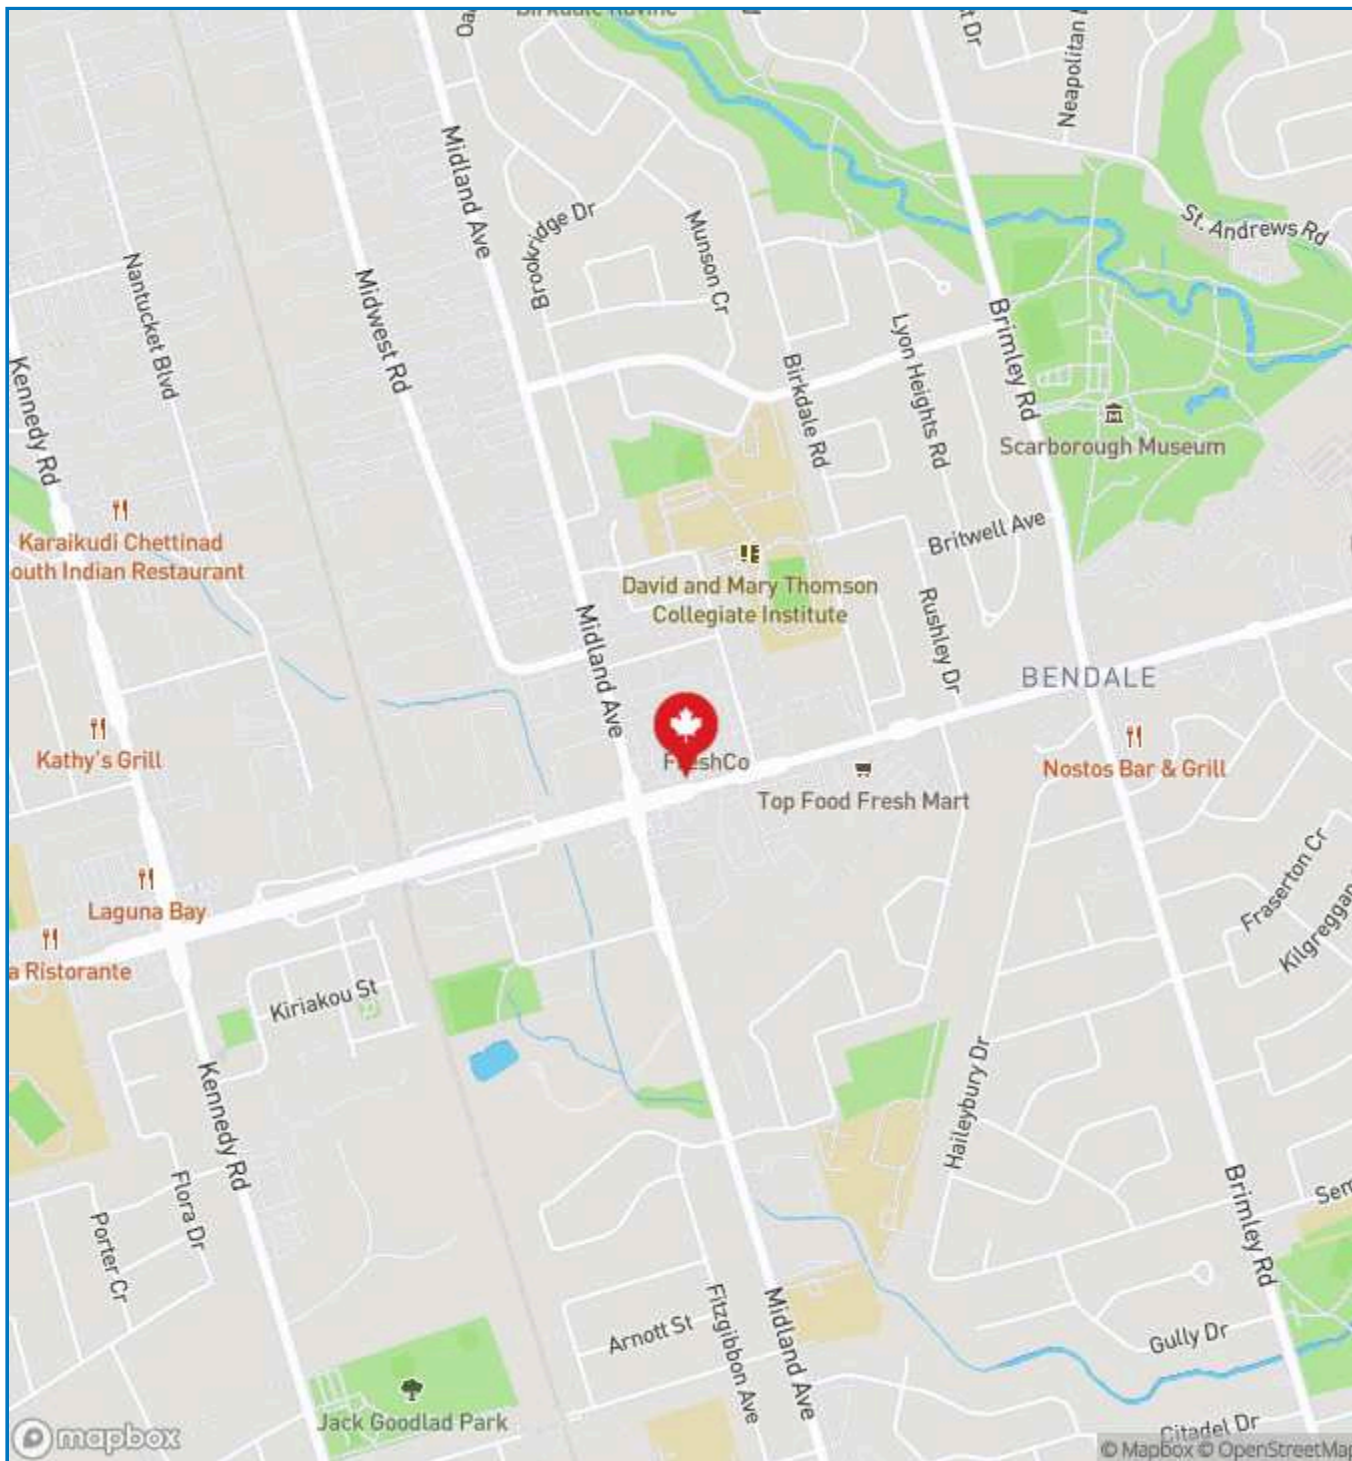 Birkdale Ravine
Neapolitan
Midland Ave
Brookridge Dr
Munson Cr
St. Andrews Rd
Nantucket Blvd
Midwest Rd
Brimley Rd
Lyon Heights Rd
Birkdale Rd
Kennedy Rd
Scarborough Museum
Karaikudi Chettinad
outh Indian Restaurant
Britwell Ave
David and Mary Thomson
Collegiate Institute
Rushley Dr
Midland Ave
BENDALE
Kathy's Grill
FreshCo
Nostos Bar & Grill
Top Food Fresh Mart
Laguna Bay
a Ristorante
Fraserton Cr
Kilgreggan
Kiriakou St
Haileybury Dr
Kennedy Rd
Flora Dr
Porter Cr
Brimley Rd
Sem
Arnott St
Fitzgibbon Ave
Midland Ave
Gully Dr
Jack Goodlad Park
Citadel Dr
mapbox
© Mapbox © OpenStreetMap